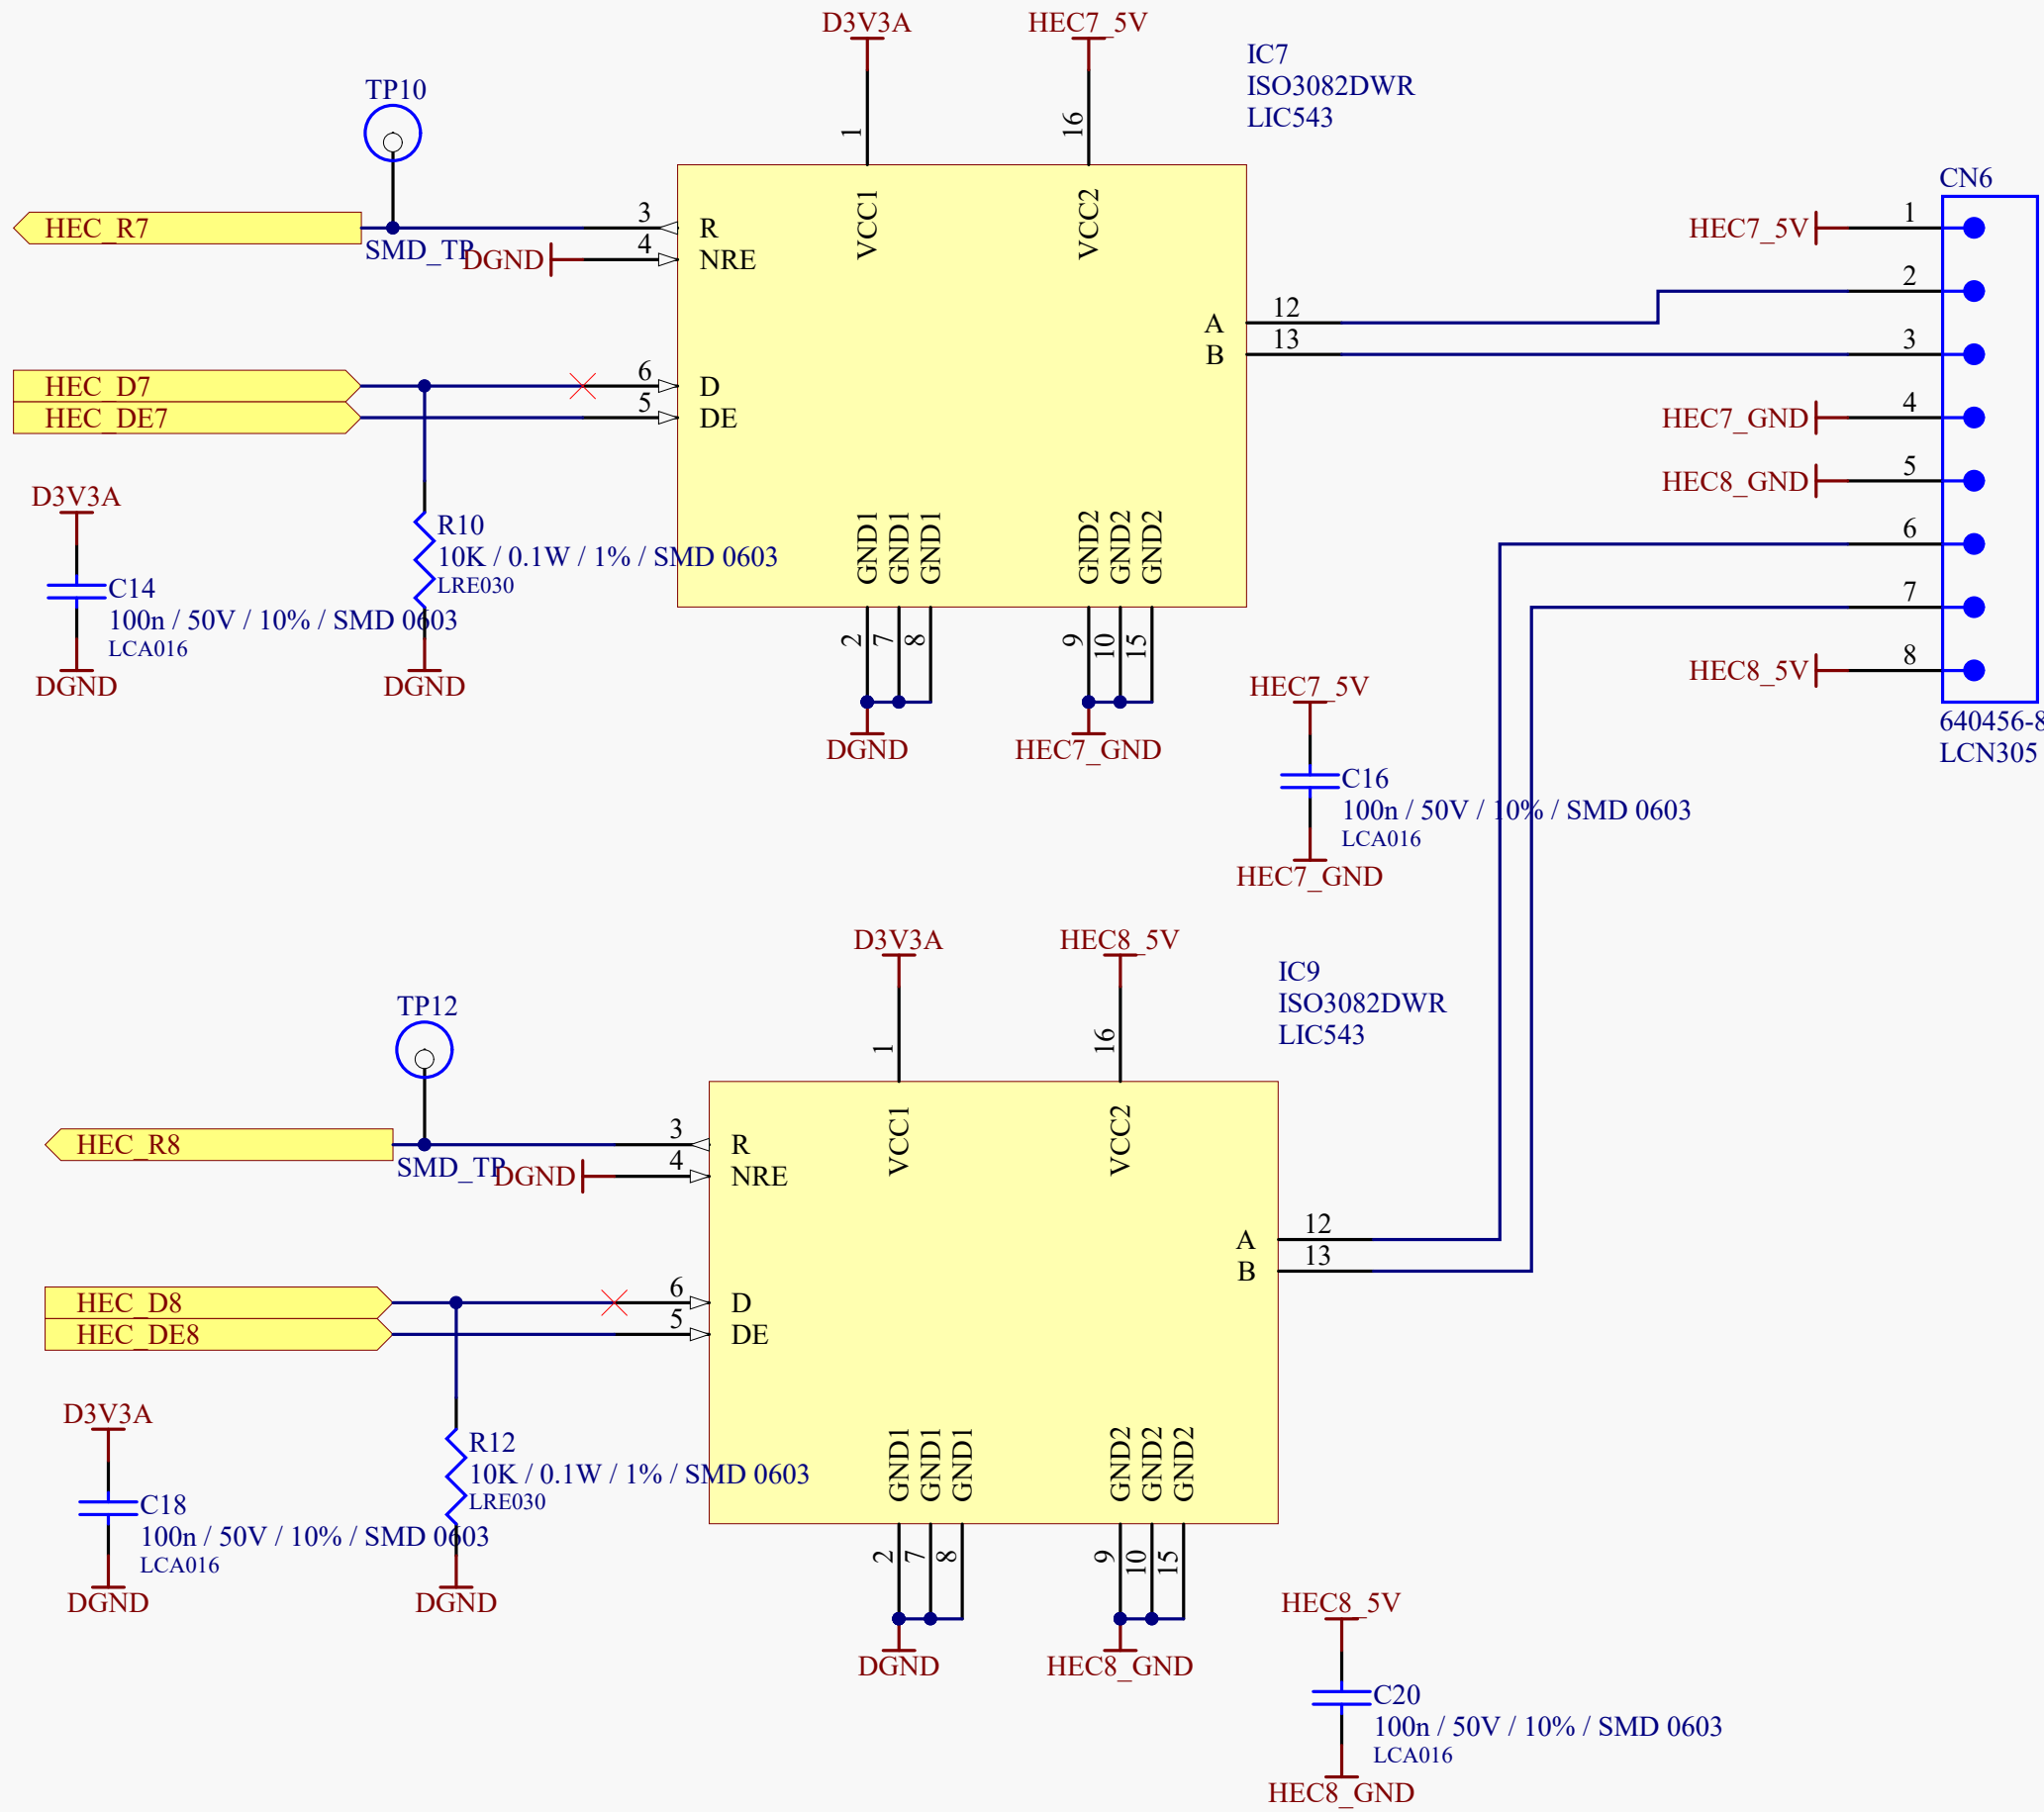 D3V3A
HEC7_5V
IC7
ISO3082DWR
LIC543
TP10
1
16
CN6
VCC1
VCC2
HEC_R7
SMD_TP
3
R
DGND
4
NRE
HEC7_5V
1
2
A
12
B
13
3
HEC_D7
6
D
HEC_DE7
5
DE
HEC7_GND
4
HEC8_GND
5
6
7
HEC8_5V
8
640456-8
LCN305
D3V3A
C14
100n / 50V / 10% / SMD 0603
LCA016
DGND
R10
10K / 0.1W / 1% / SMD 0603
LRE030
DGND
GND1
GND1
GND1
GND2
GND2
GND2
2
7
8
9
10
15
DGND
HEC7_GND
HEC7_5V
C16
100n / 50V / 10% / SMD 0603
LCA016
HEC7_GND
D3V3A
HEC8_5V
IC9
ISO3082DWR
LIC543
TP12
1
16
VCC1
VCC2
HEC_R8
SMD_TP
3
R
DGND
4
NRE
A
12
B
13
HEC_D8
6
D
HEC_DE8
5
DE
D3V3A
C18
100n / 50V / 10% / SMD 0603
LCA016
DGND
R12
10K / 0.1W / 1% / SMD 0603
LRE030
DGND
GND1
GND1
GND1
GND2
GND2
GND2
2
7
8
9
10
15
DGND
HEC8_GND
HEC8_5V
C20
100n / 50V / 10% / SMD 0603
LCA016
HEC8_GND